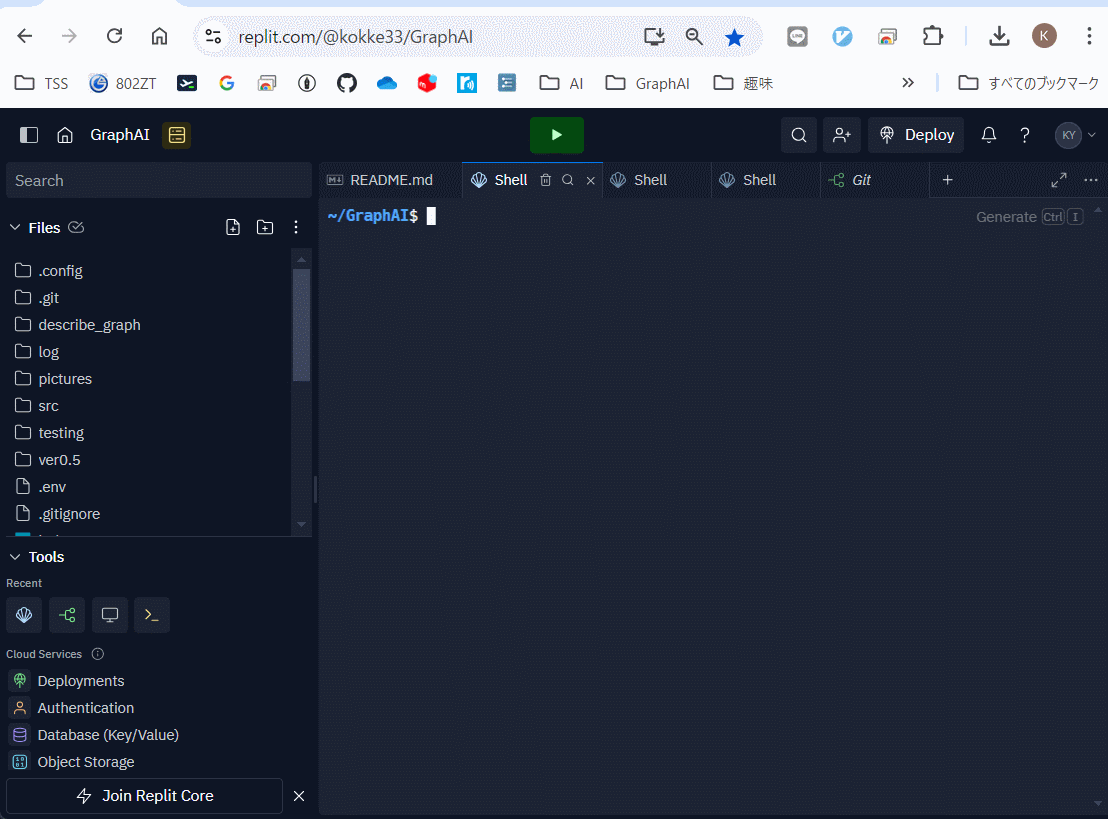 replit.com/@kokke33/GraphAI
K
TSS
802ZT
AI
GraphAI
趣味
»
すべてのブックマーク
GraphAI
Deploy
?
KY
Search
README.md
Shell
Shell
Shell
Git
Files
~/GraphAI$
Generate Ctrl I
.config
.git
describe_graph
log
pictures
src
testing
ver0.5
.env
.gitignore
Tools
Recent
Cloud Services
Deployments
Authentication
Database (Key/Value)
Object Storage
Join Replit Core